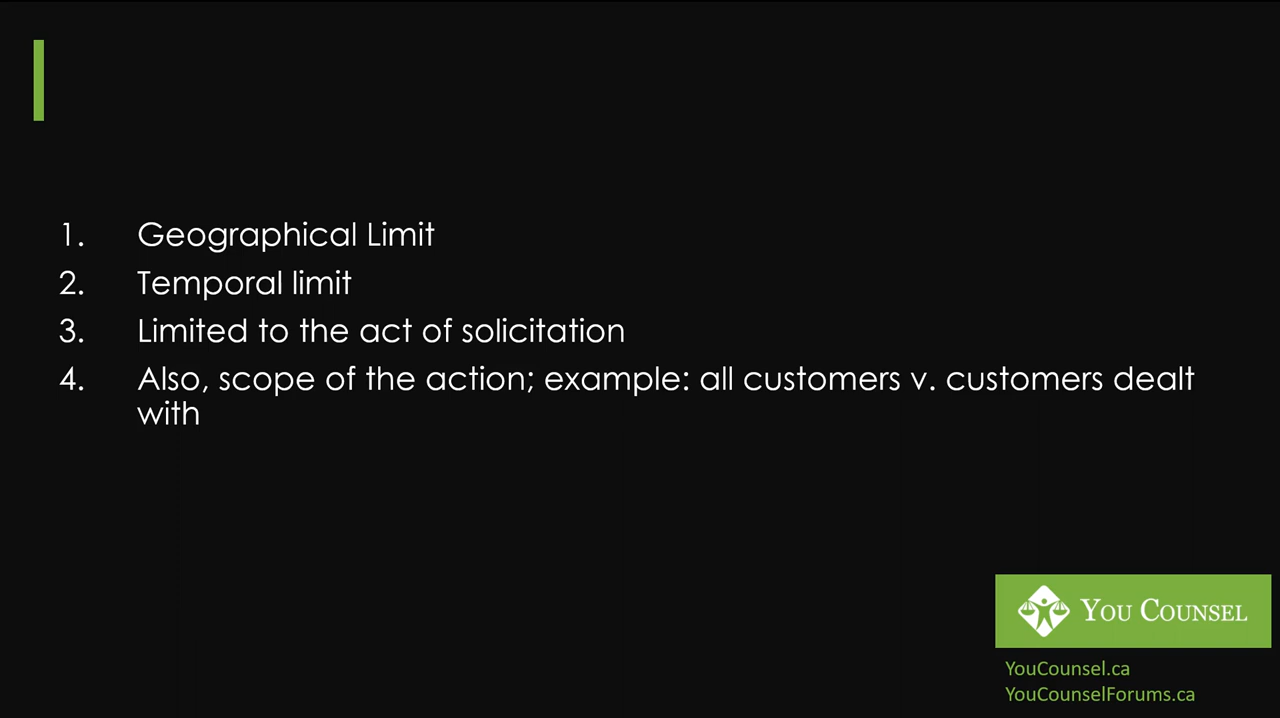 1. Geographical Limit
2. Temporal limit
3. Limited to the act of solicitation
4. Also, scope of the action; example: all customers v. customers dealt
with
YOU COUNSEL
YouCounsel.ca
YouCounselForums.ca